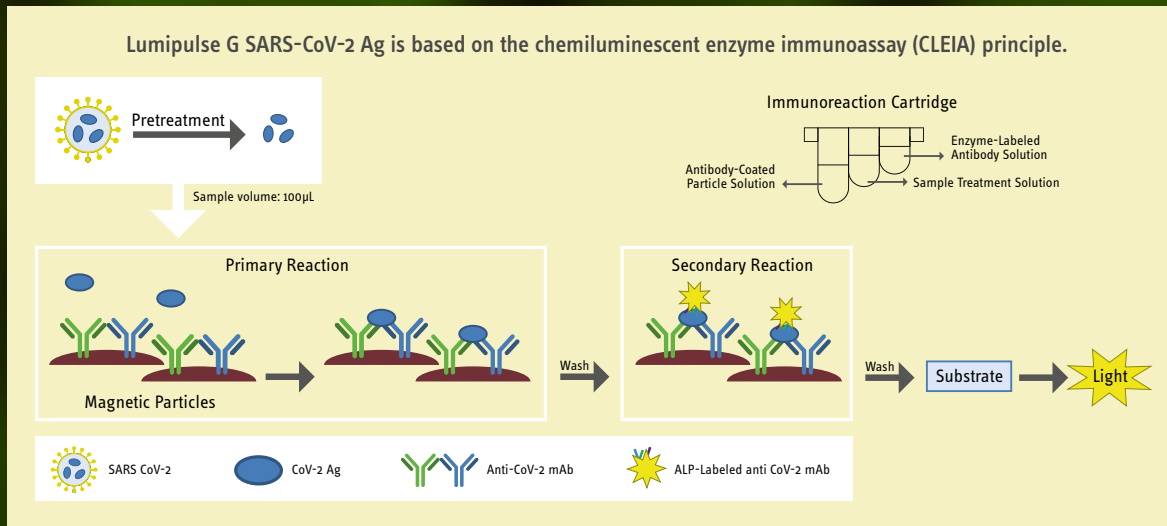 Lumipulse G SARS-CoV-2 Ag is based on the chemiluminescent enzyme immunoassay (CLEIA) principle.
Pretreatment
Sample volume: 100µL
Immunoreaction Cartridge
Enzyme-Labeled
Antibody Solution
Antibody-Coated
Particle Solution
Sample Treatment Solution
Primary Reaction
Magnetic Particles
Wash
Secondary Reaction
Wash
Substrate
Light
SARS CoV-2
CoV-2 Ag
Anti-CoV-2 mAb
ALP-Labeled anti CoV-2 mAb